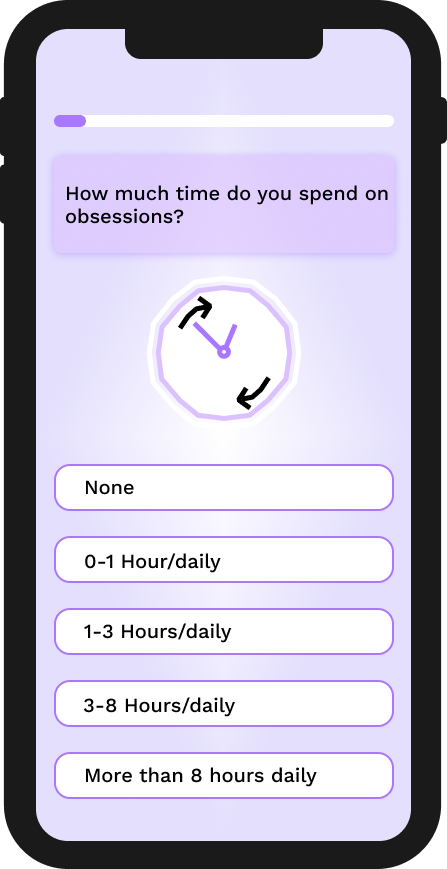 How much time do you spend on
obsessions?
None
0-1 Hour/daily
1-3 Hours/daily
3-8 Hours/daily
More than 8 hours daily